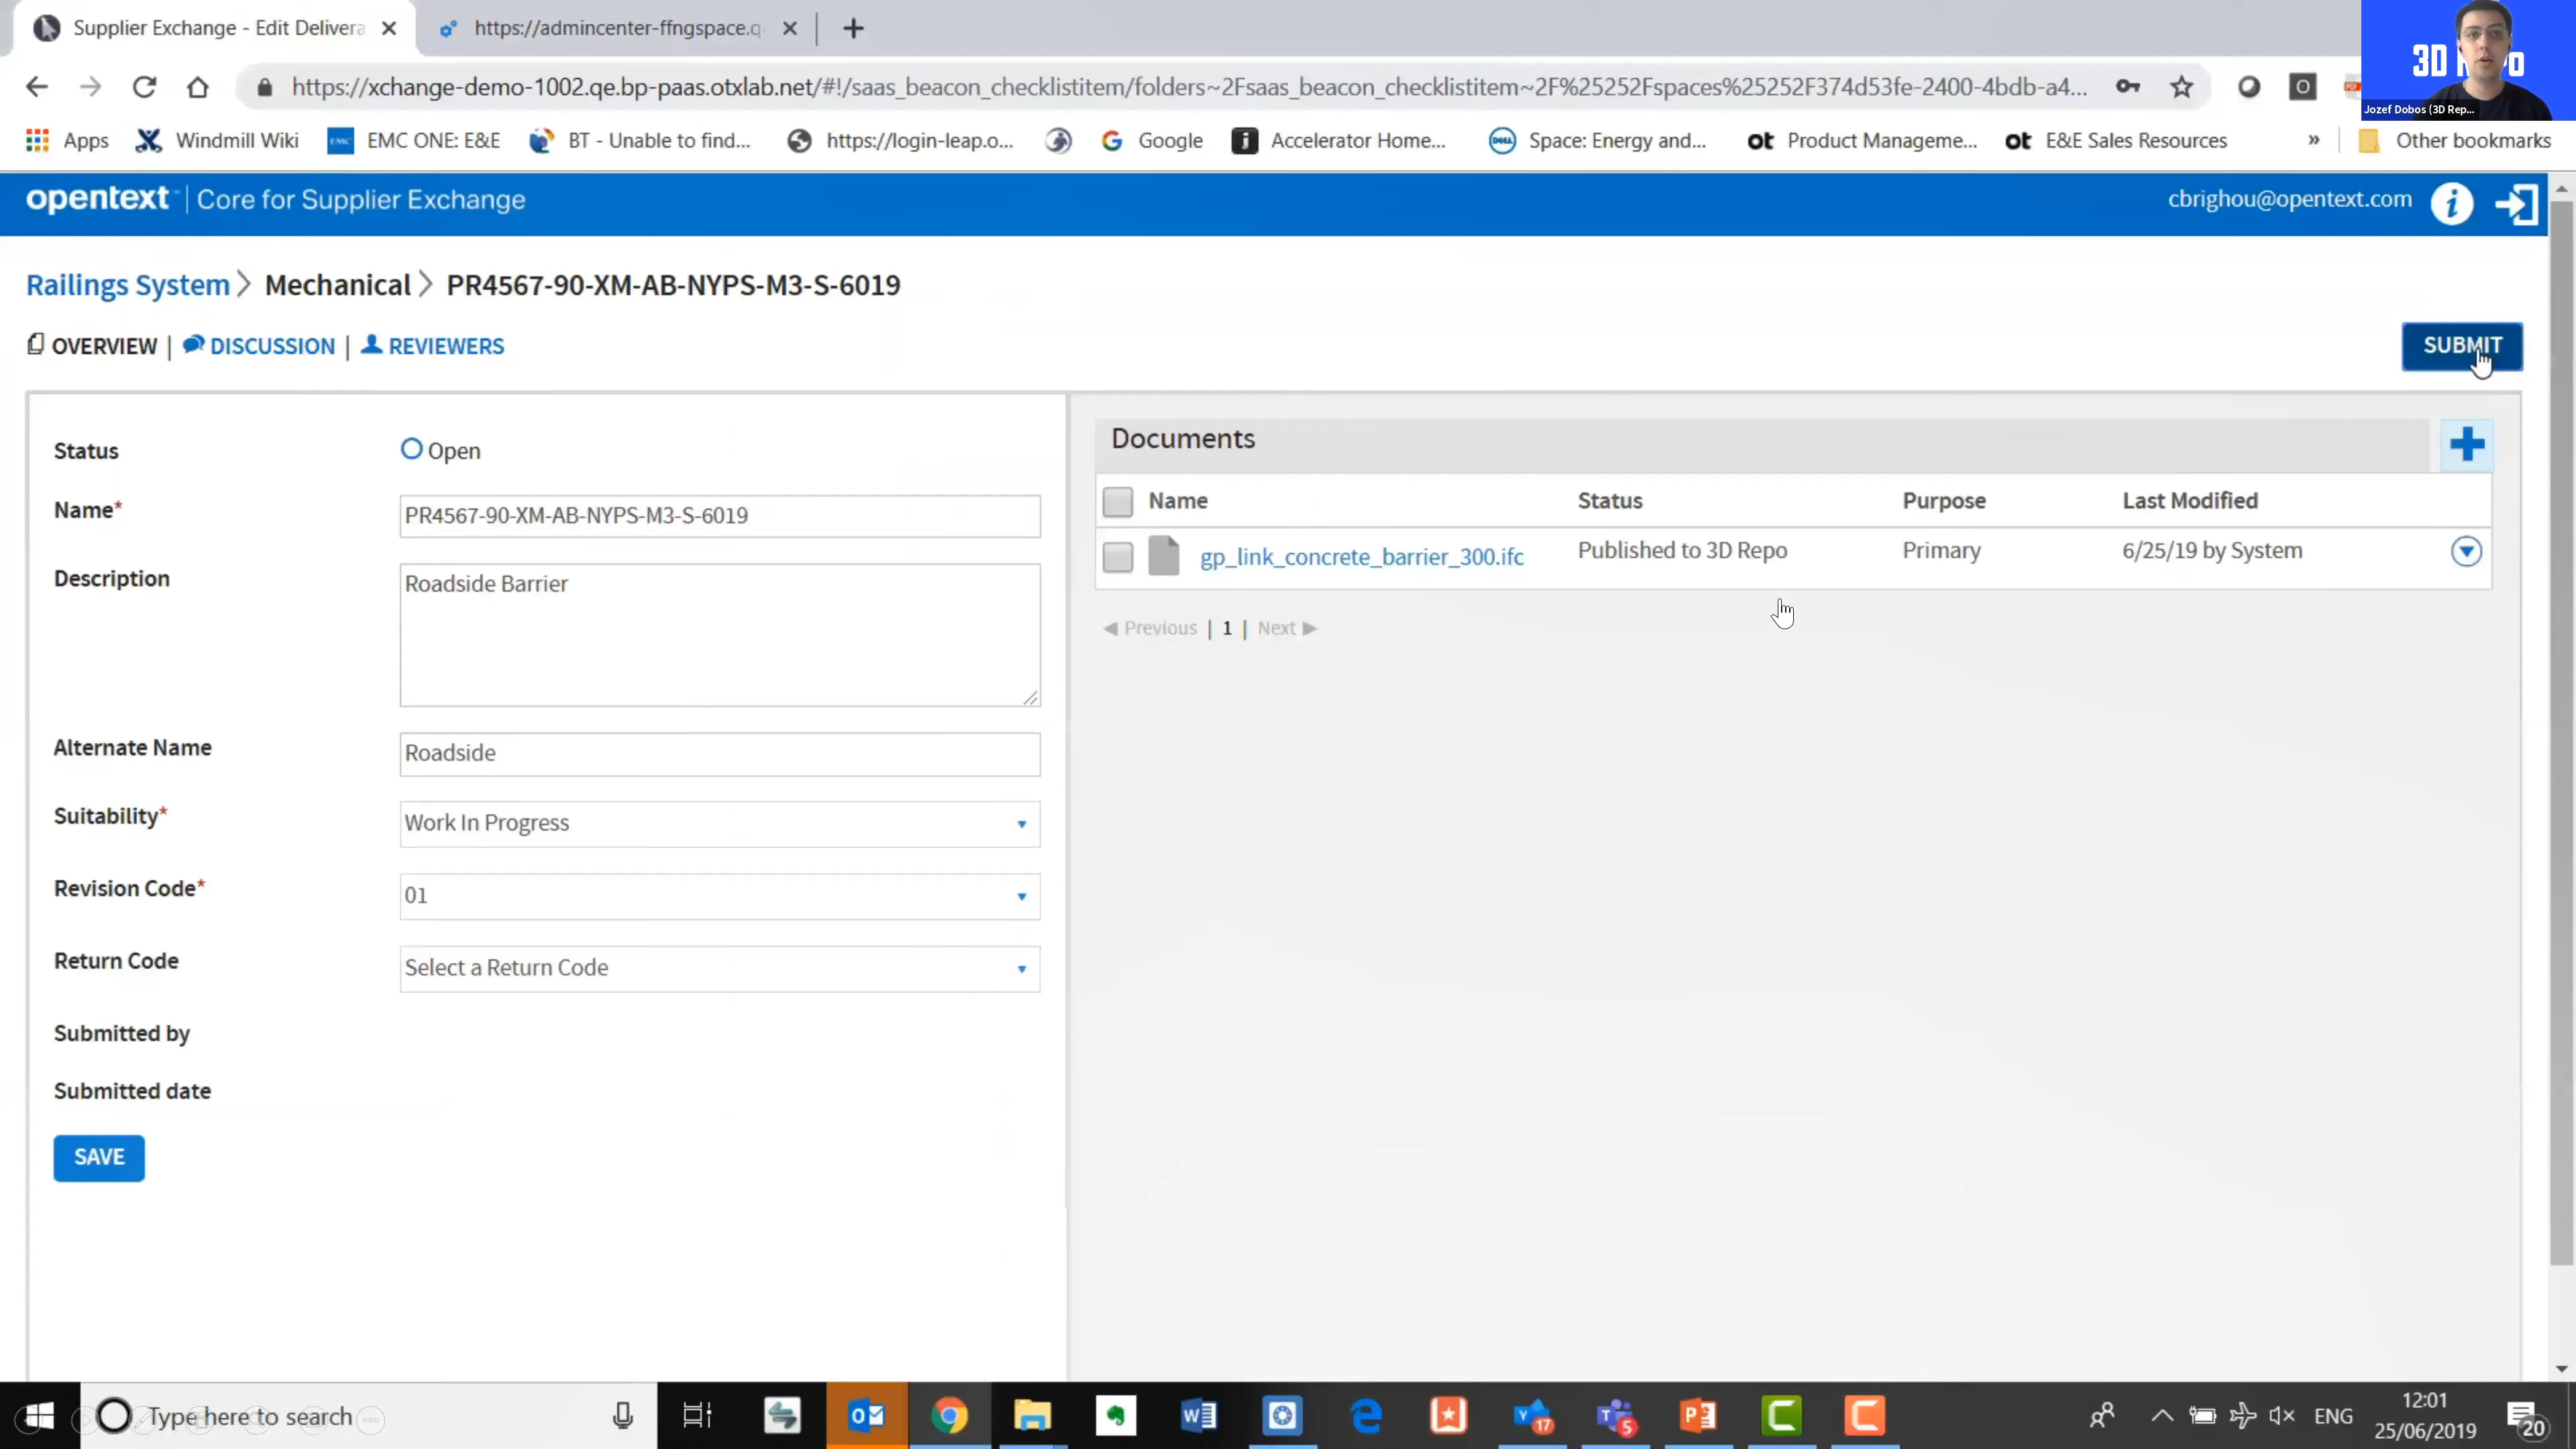 Supplier Exchange - Edit Delivera
https://admincenter-ffngspace.q
https://xchange-demo-1002.qe.bp-paas.otxlab.net/#!/saas_beacon_checklistitem/folders~2Fsaas_beacon_checklistitem~2F%25252Fspaces%25252F374d53fe-2400-4bdb-a4...
Jozef Dobos (3D Rep...
Apps
Windmill Wiki
EMC ONE: E&E
BT - Unable to find...
https://login-leap.o...
Google
Accelerator Home...
Space: Energy and...
ot Product Manageme...
ot E&E Sales Resources
»
Other bookmarks
opentext™ | Core for Supplier Exchange
cbrighou@opentext.com
Railings System > Mechanical > PR4567-90-XM-AB-NYPS-M3-S-6019
OVERVIEW | DISCUSSION | REVIEWERS
SUBMIT
Status
Open
Name*
PR4567-90-XM-AB-NYPS-M3-S-6019
Description
Roadside Barrier
Alternate Name
Roadside
Suitability*
Work In Progress
Revision Code*
01
Return Code
Select a Return Code
Submitted by
Submitted date
SAVE
Documents
Name Status Purpose Last Modified
gp_link_concrete_barrier_300.ifc Published to 3D Repo Primary 6/25/19 by System
Previous | 1 | Next
Type here to search
17
5
ENG
12:01
25/06/2019
20